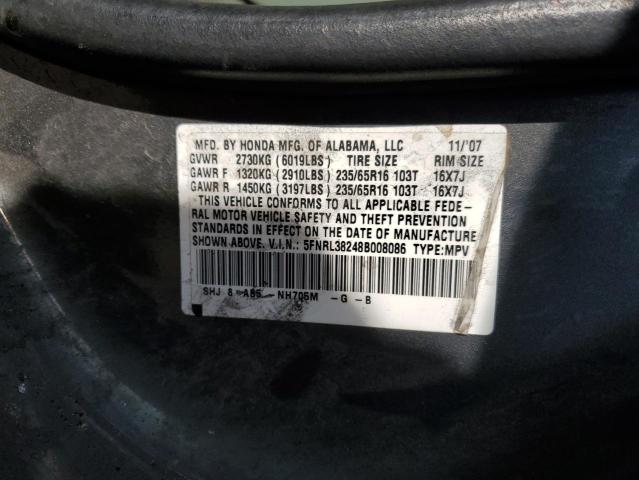 MFD. BY HONDA MFG. OF ALABAMA, LLC 11/'07
GVWR 2730KG (6019LBS) TIRE SIZE RIM SIZE
GAWR F 1320KG (2910LBS) 235/65R16 103T 16X7J
GAWR R 1450KG (3197LBS) 235/65R16 103T 16X7J
THIS VEHICLE CONFORMS TO ALL APPLICABLE FEDE-
RAL MOTOR VEHICLE SAFETY AND THEFT PREVENTION
STANDARDS IN EFFECT ON THE DATE OF MANUFACTURE
SHOWN ABOVE. V.I.N.: 5FNRL38248B008086 TYPE:MPV
SHJ 8 -A86 -NH705M -G -B